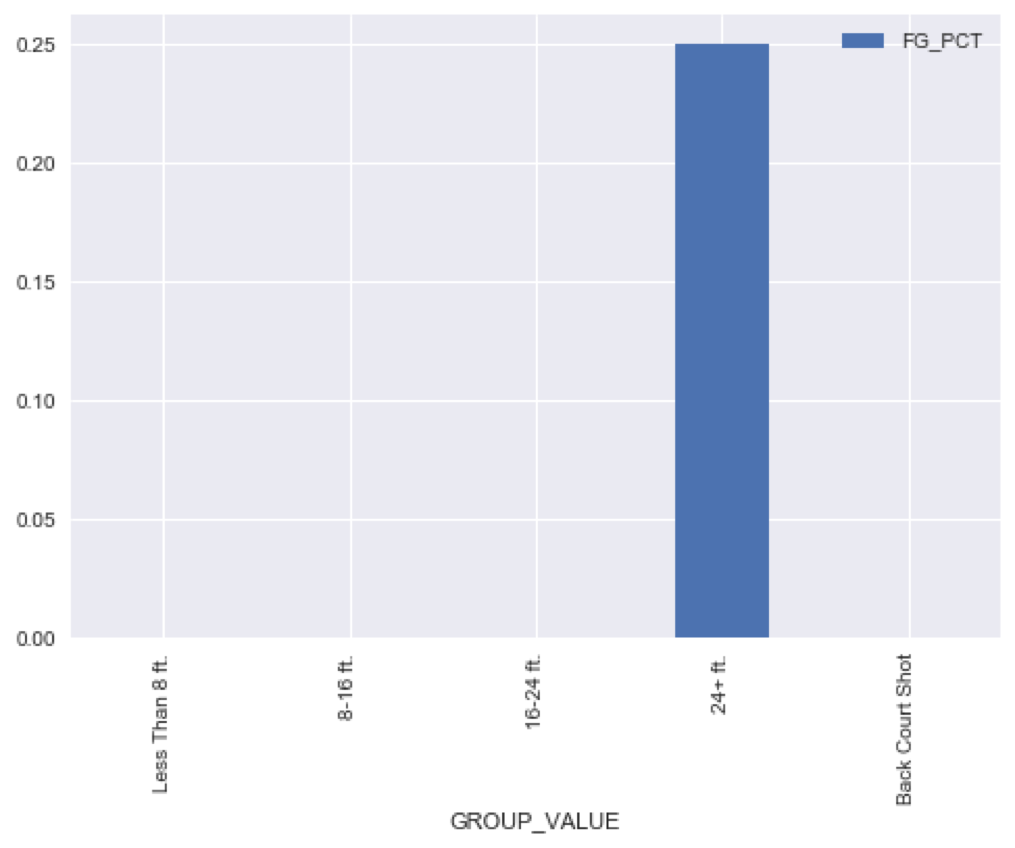 FG_PCT
0.25
0.20
0.15
0.10
0.05
0.00
Less Than 8 ft.
8-16 ft.
16-24 ft.
24+ ft.
Back Court Shot
GROUP_VALUE